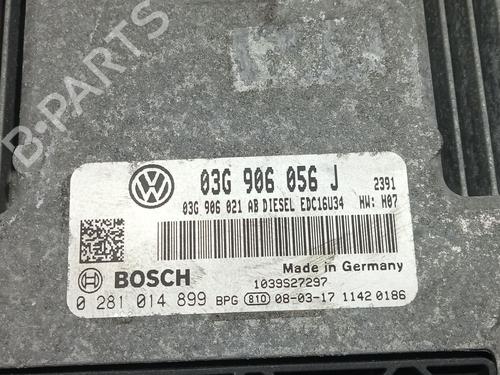 B-PARTS
03G 906 056 J 2391
03G 906 021 AB DIESEL EDC16U34 HW: H07
BOSCH
Made in Germany
1039S27297
0 281 014 899 BPG 810 08-03-17 1142 0186